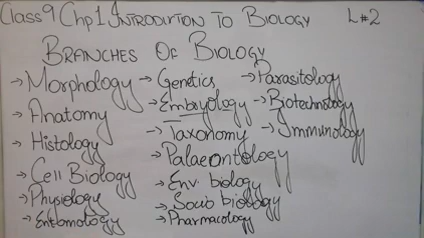 Class 9 Chp 1 INTRODUCTION TO BIOLOGY L#2
BRANCHES OF BIOLOGY
→Morphology
→Anatomy
→Histology
→Cell Biology
→Physiology
→Entomology
→Genetics
→Embryology
→Taxonomy
→Palaeontology
→Env. biology
→Socio biology
→Pharmacology
→Parasitology
→Biotechnology
→Immunology